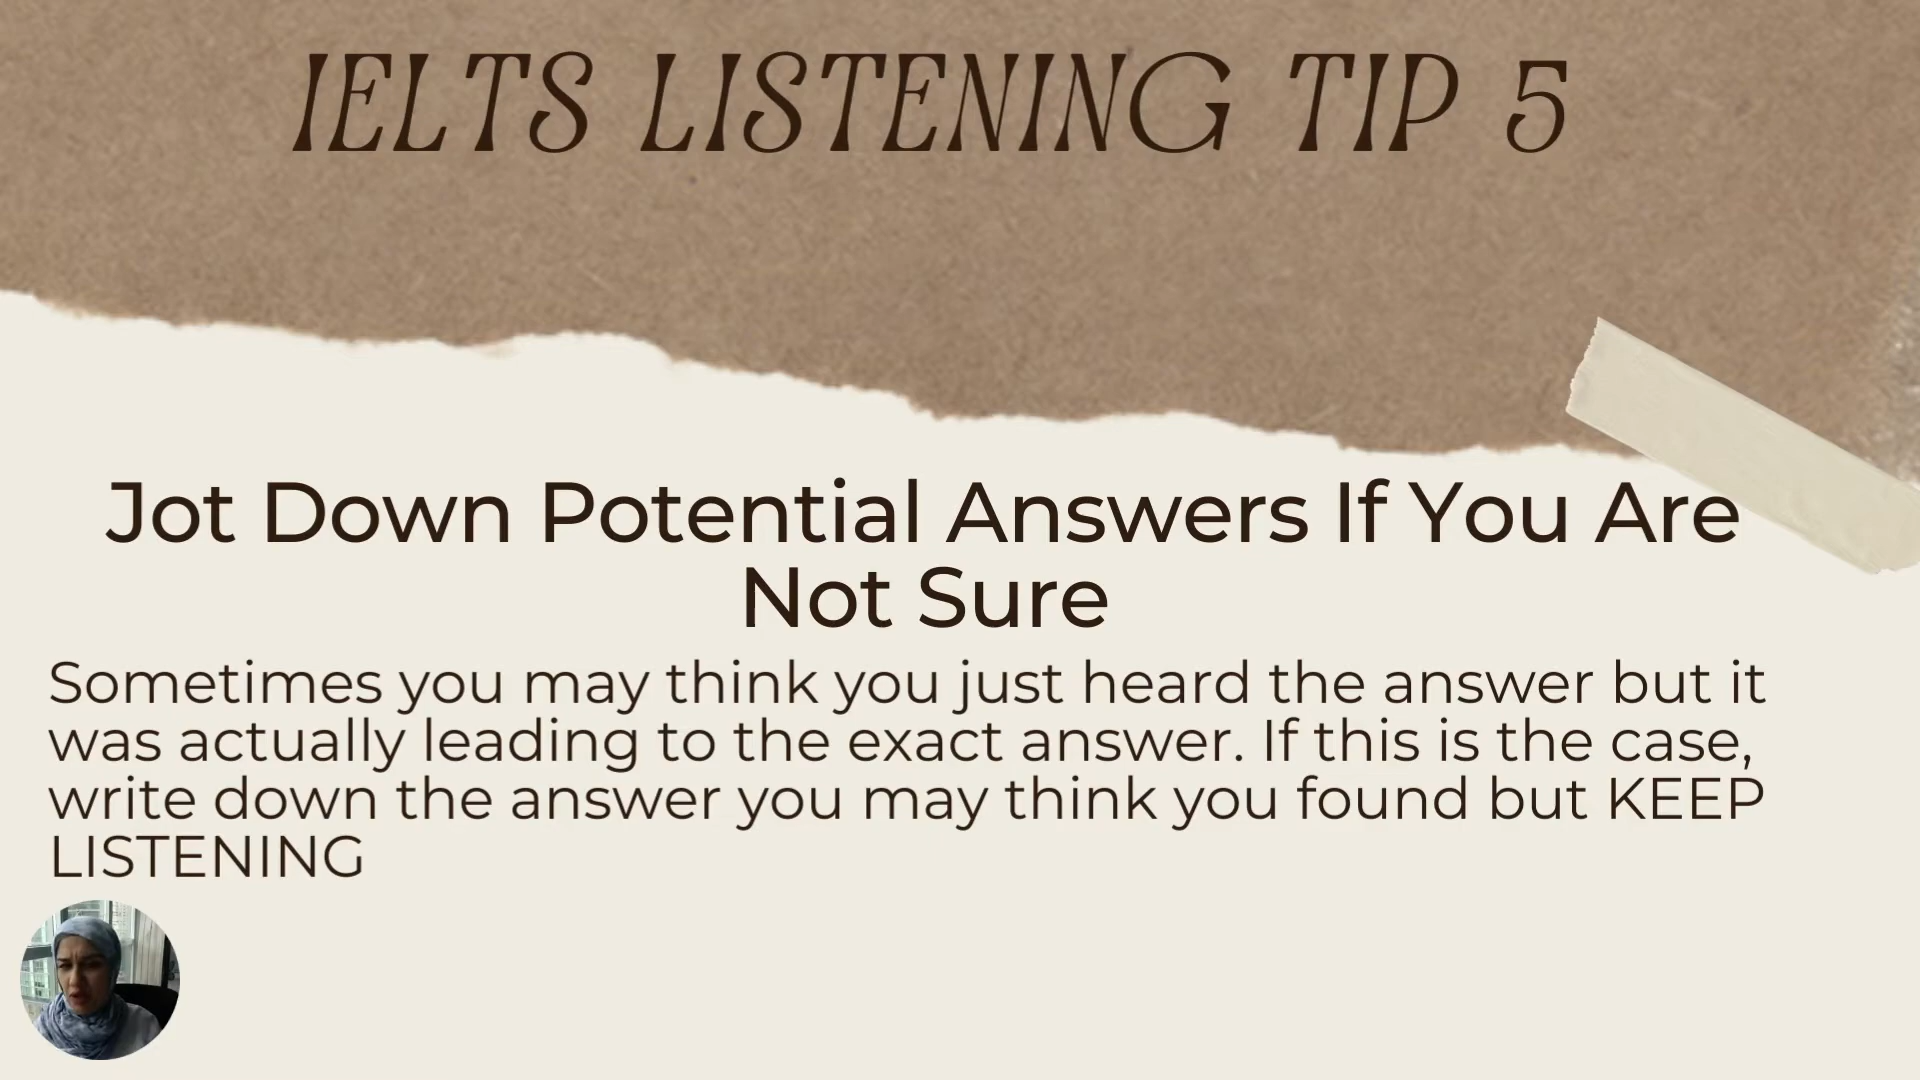 IELTS LISTENING TIP 5
Jot Down Potential Answers If You Are
Not Sure
Sometimes you may think you just heard the answer but it
was actually leading to the exact answer. If this is the case,
write down the answer you may think you found but KEEP
LISTENING